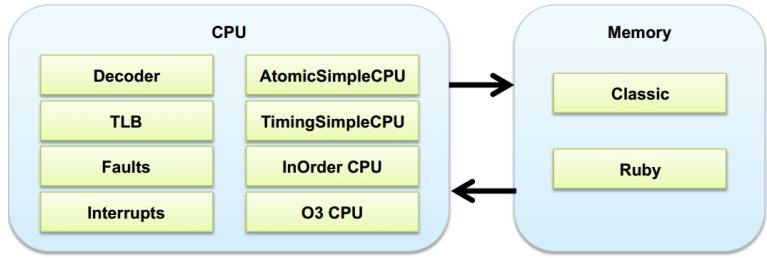 CPU
Memory
Decoder
AtomicSimpleCPU
TLB
TimingSimpleCPU
Faults
InOrder CPU
Interrupts
O3 CPU
Classic
Ruby